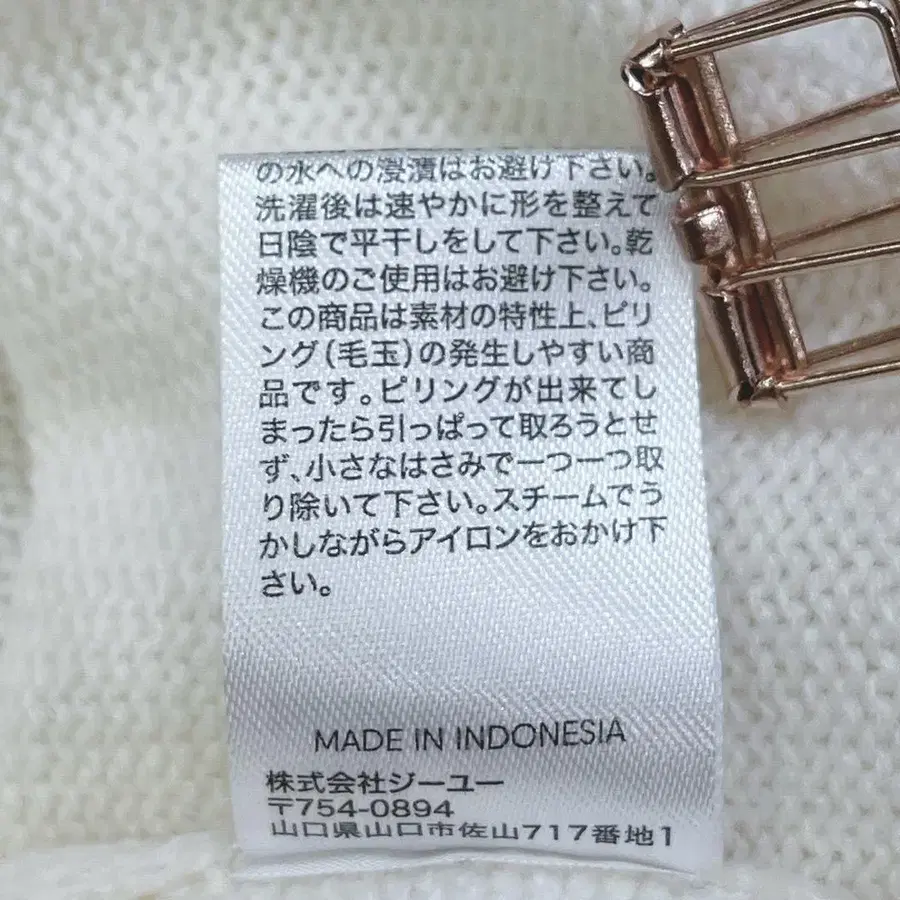 の水への浸漬はお避け下さい。
洗濯後は速やかに形を整えて
日陰で平干しをして下さい。乾
燥機のご使用はお避け下さい。
この商品は素材の特性上、ピリ
ング(毛玉)の発生しやすい商
品です。ピリングが出来てし
まったら引っぱって取ろうとせ
ず、小さなはさみで一つ一つ取
り除いて下さい。スチームでう
かしながらアイロンをおかけ下
さい。
MADE IN INDONESIA
株式会社ジーユー
〒754-0894
山口県山口市佐山717番地1